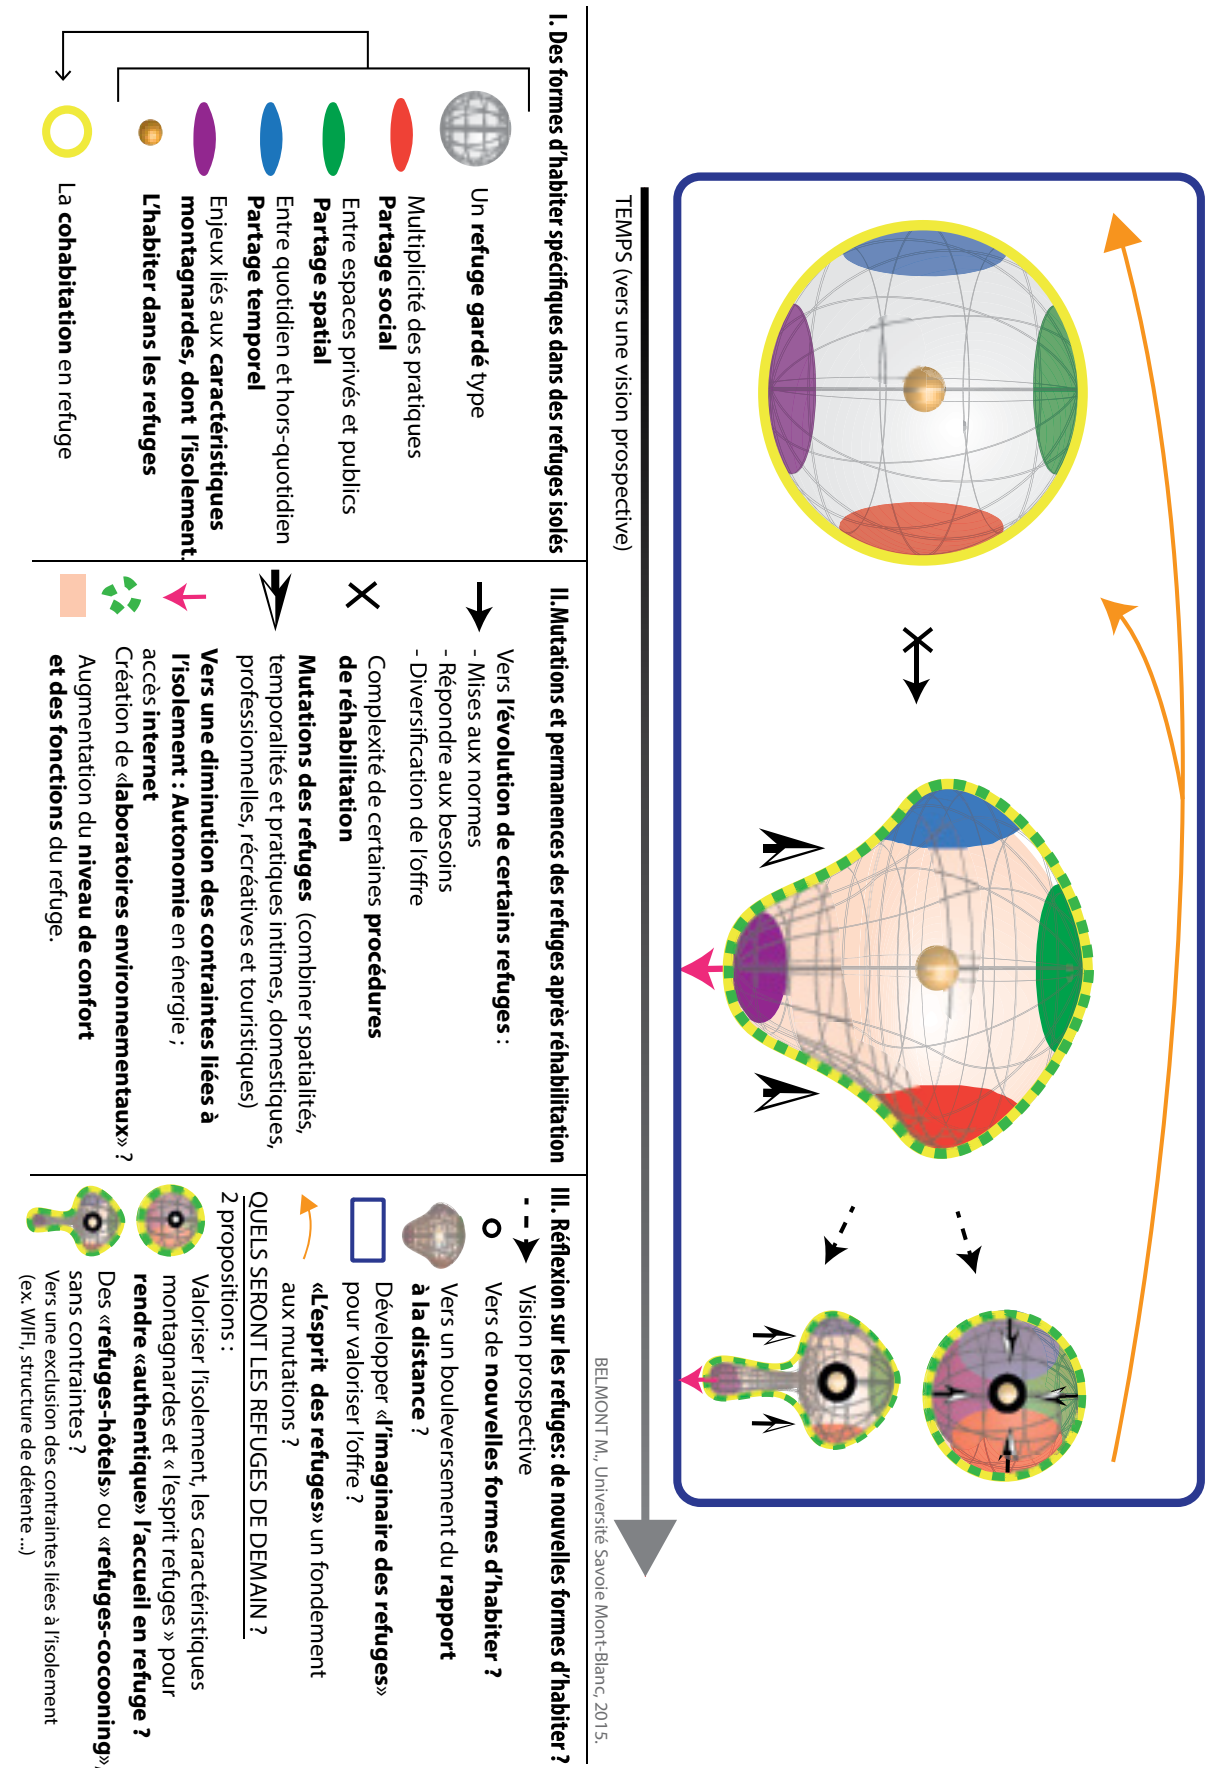 TEMPS (vers une vision prospective)
BELMONT M., Université Savoie Mont-Blanc, 2015.
I. Des formes d'habiter spécifiques dans des refuges isolés
Un refuge gardé type
Multiplicité des pratiques
Partage social
Entre espaces privés et publics
Partage spatial
Entre quotidien et hors-quotidien
Partage temporel
Enjeux liés aux caractéristiques
montagnardes, dont l'isolement.
L'habiter dans les refuges
La cohabitation en refuge
II.Mutations et permanences des refuges après réhabilitation
Vers l'évolution de certains refuges :
- Mises aux normes
- Répondre aux besoins
- Diversification de l'offre
Complexité de certaines procédures
de réhabilitation
Mutations des refuges (combiner spatialités,
temporalités et pratiques intimes, domestiques,
professionnelles, récréatives et touristiques)
Vers une diminution des contraintes liées à
l'isolement : Autonomie en énergie ;
accès internet
Création de «laboratoires environnementaux» ?
Augmentation du niveau de confort
et des fonctions du refuge.
III. Réflexion sur les refuges: de nouvelles formes d'habiter ?
Vision prospective
Vers de nouvelles formes d'habiter ?
Vers un bouleversement du rapport
à la distance ?
Développer «l'imaginaire des refuges»
pour valoriser l'offre ?
«L'esprit des refuges» un fondement
aux mutations ?
QUELS SERONT LES REFUGES DE DEMAIN ?
2 propositions :
Valoriser l'isolement, les caractéristiques
montagnardes et « l'esprit refuges » pour
rendre «authentique» l'accueil en refuge ?
Des «refuges-hôtels» ou «refuges-cocooning»,
sans contraintes ?
Vers une exclusion des contraintes liées à l'isolement
(ex. WIFI, structure de détente ...)